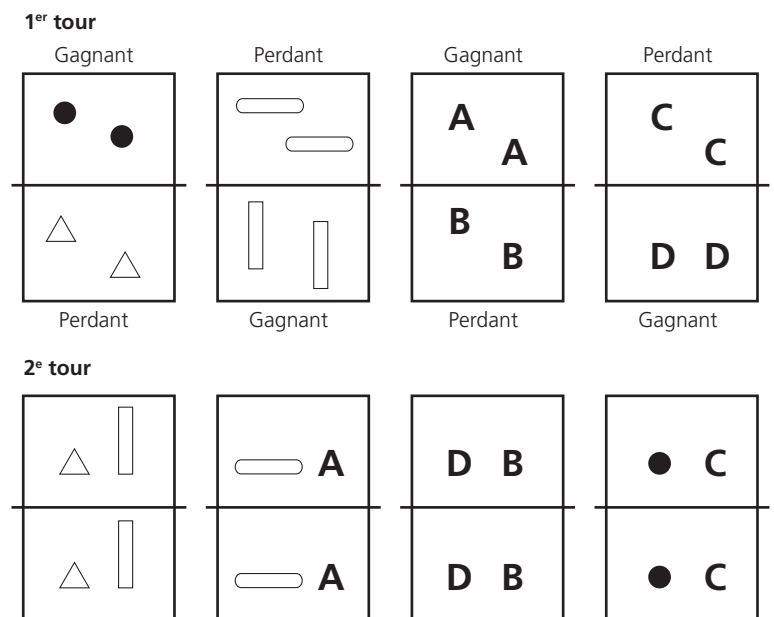 1er tour
Gagnant Perdant Gagnant Perdant
A C
A C
B
B D D
Perdant Gagnant Perdant Gagnant
2e tour
A D B C
A D B C